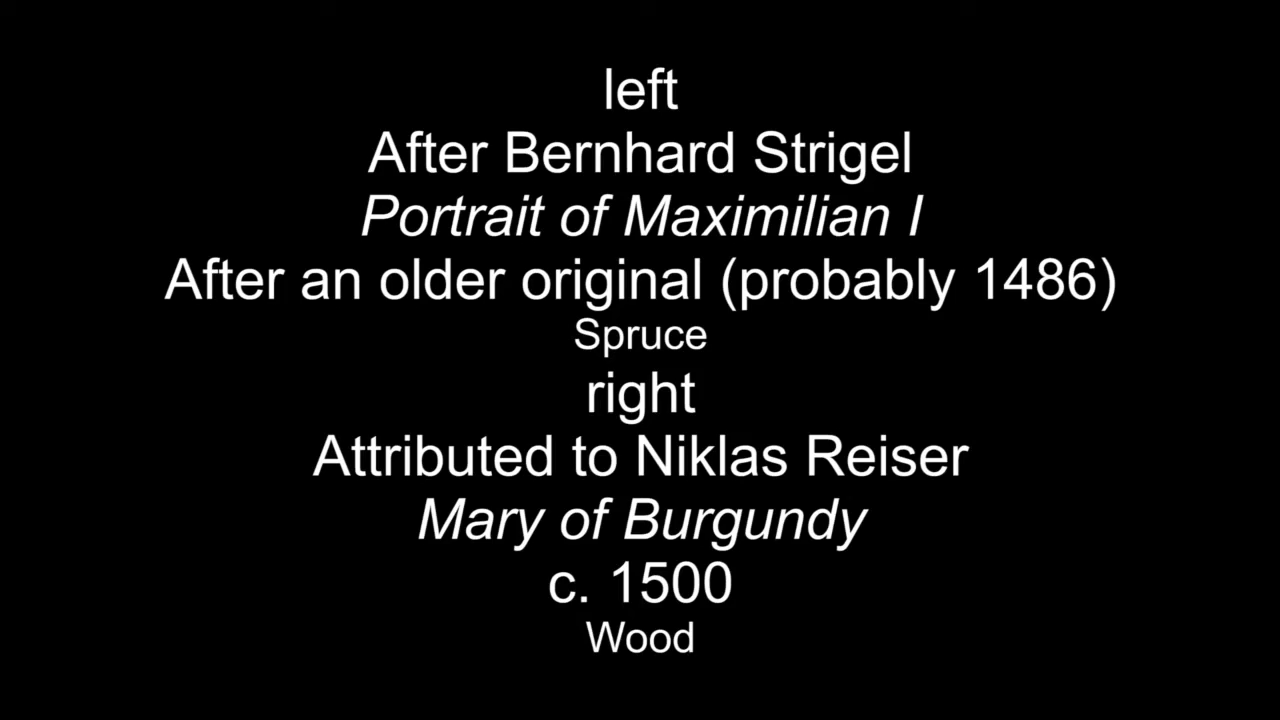 left
After Bernhard Strigel
Portrait of Maximilian I
After an older original (probably 1486)
Spruce
right
Attributed to Niklas Reiser
Mary of Burgundy
c. 1500
Wood